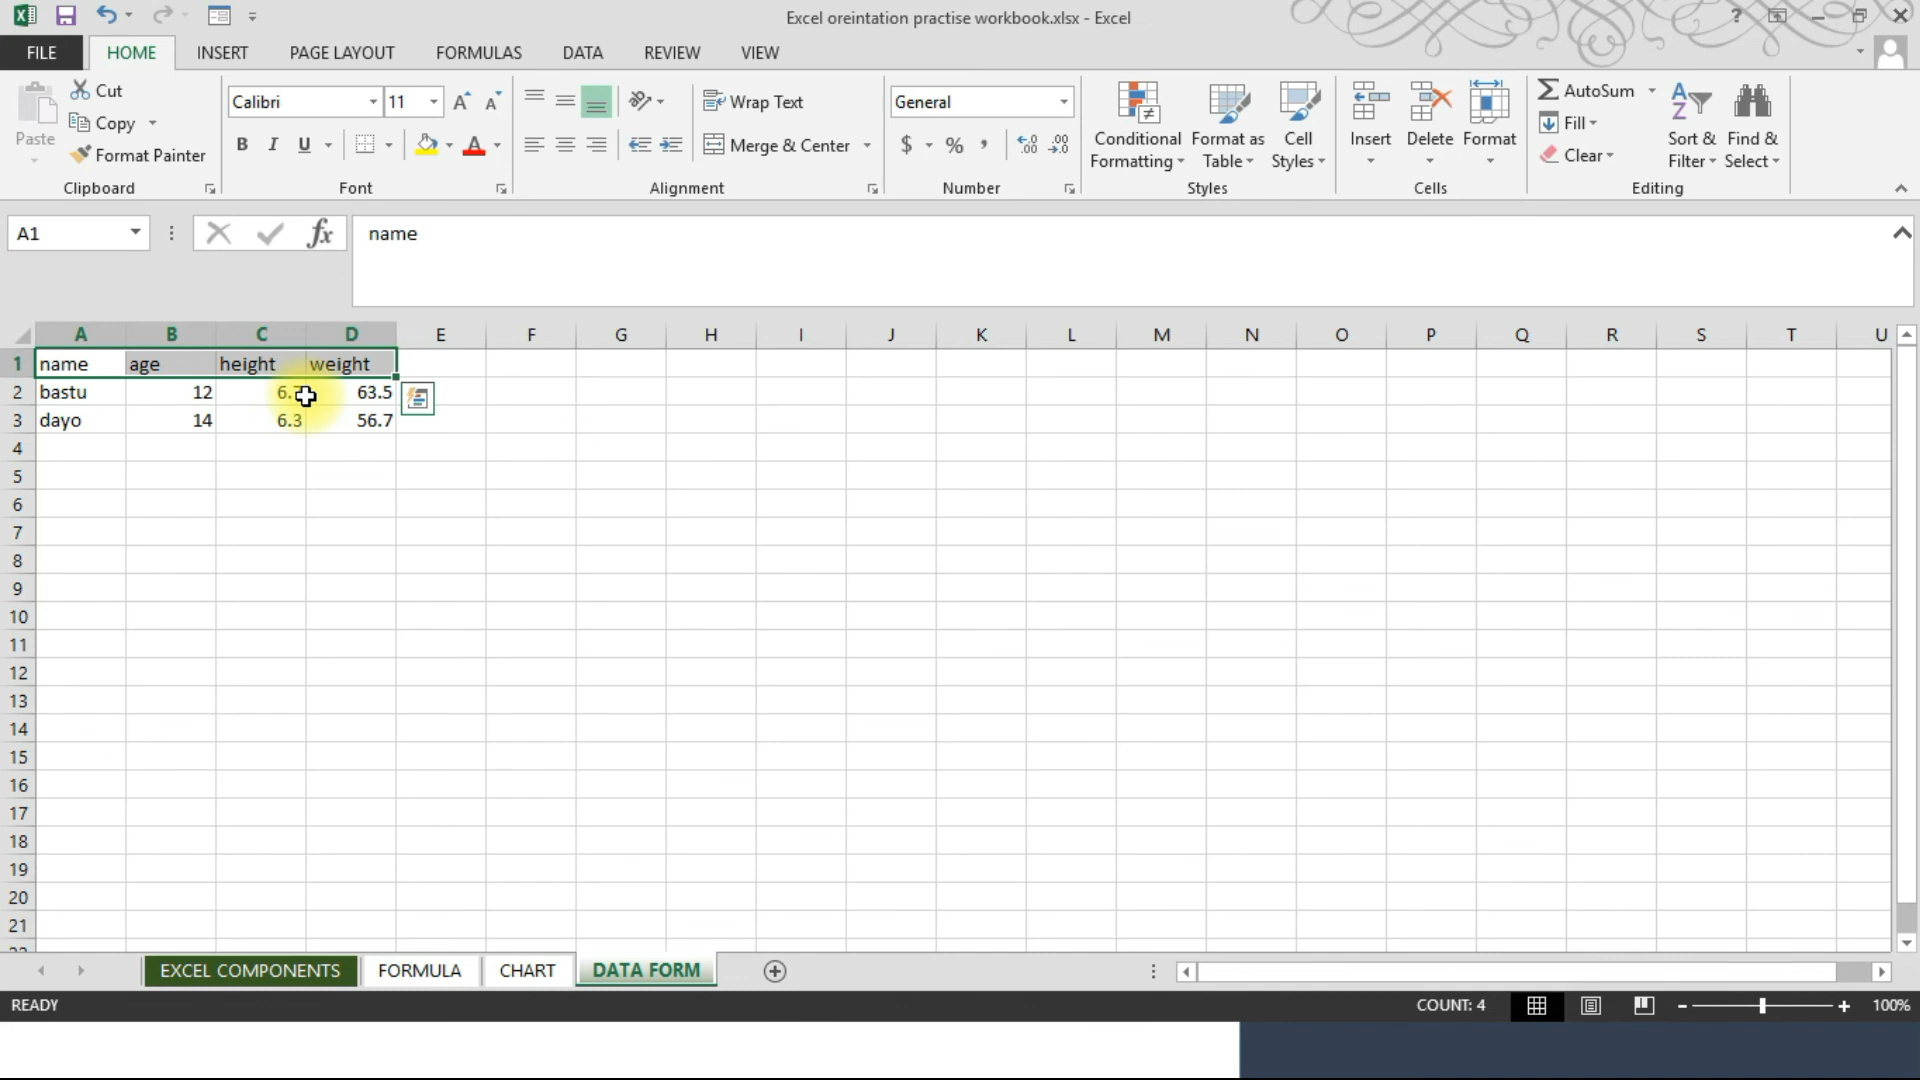 Excel oreintation practise workbook.xlsx - Excel
?
FILE HOME INSERT PAGE LAYOUT FORMULAS DATA REVIEW VIEW
Paste
Cut
Copy
Format Painter
Clipboard
Calibri 11 A A
B I U A
Font
Wrap Text
Merge & Center
Alignment
General
$ % , .0 .00
Number
Conditional Formatting
Format as Table
Cell Styles
Styles
Insert Delete Format
Cells
AutoSum
Fill
Clear
Sort & Filter
Find & Select
Editing
A1 fx name
A B C D E F G H I J K L M N O P Q R S T U
1 name age height weight
2 bastu 12 6. 63.5
3 dayo 14 6.3 56.7
4
5
6
7
8
9
10
11
12
13
14
15
16
17
18
19
20
21
EXCEL COMPONENTS FORMULA CHART DATA FORM
READY COUNT: 4 100%